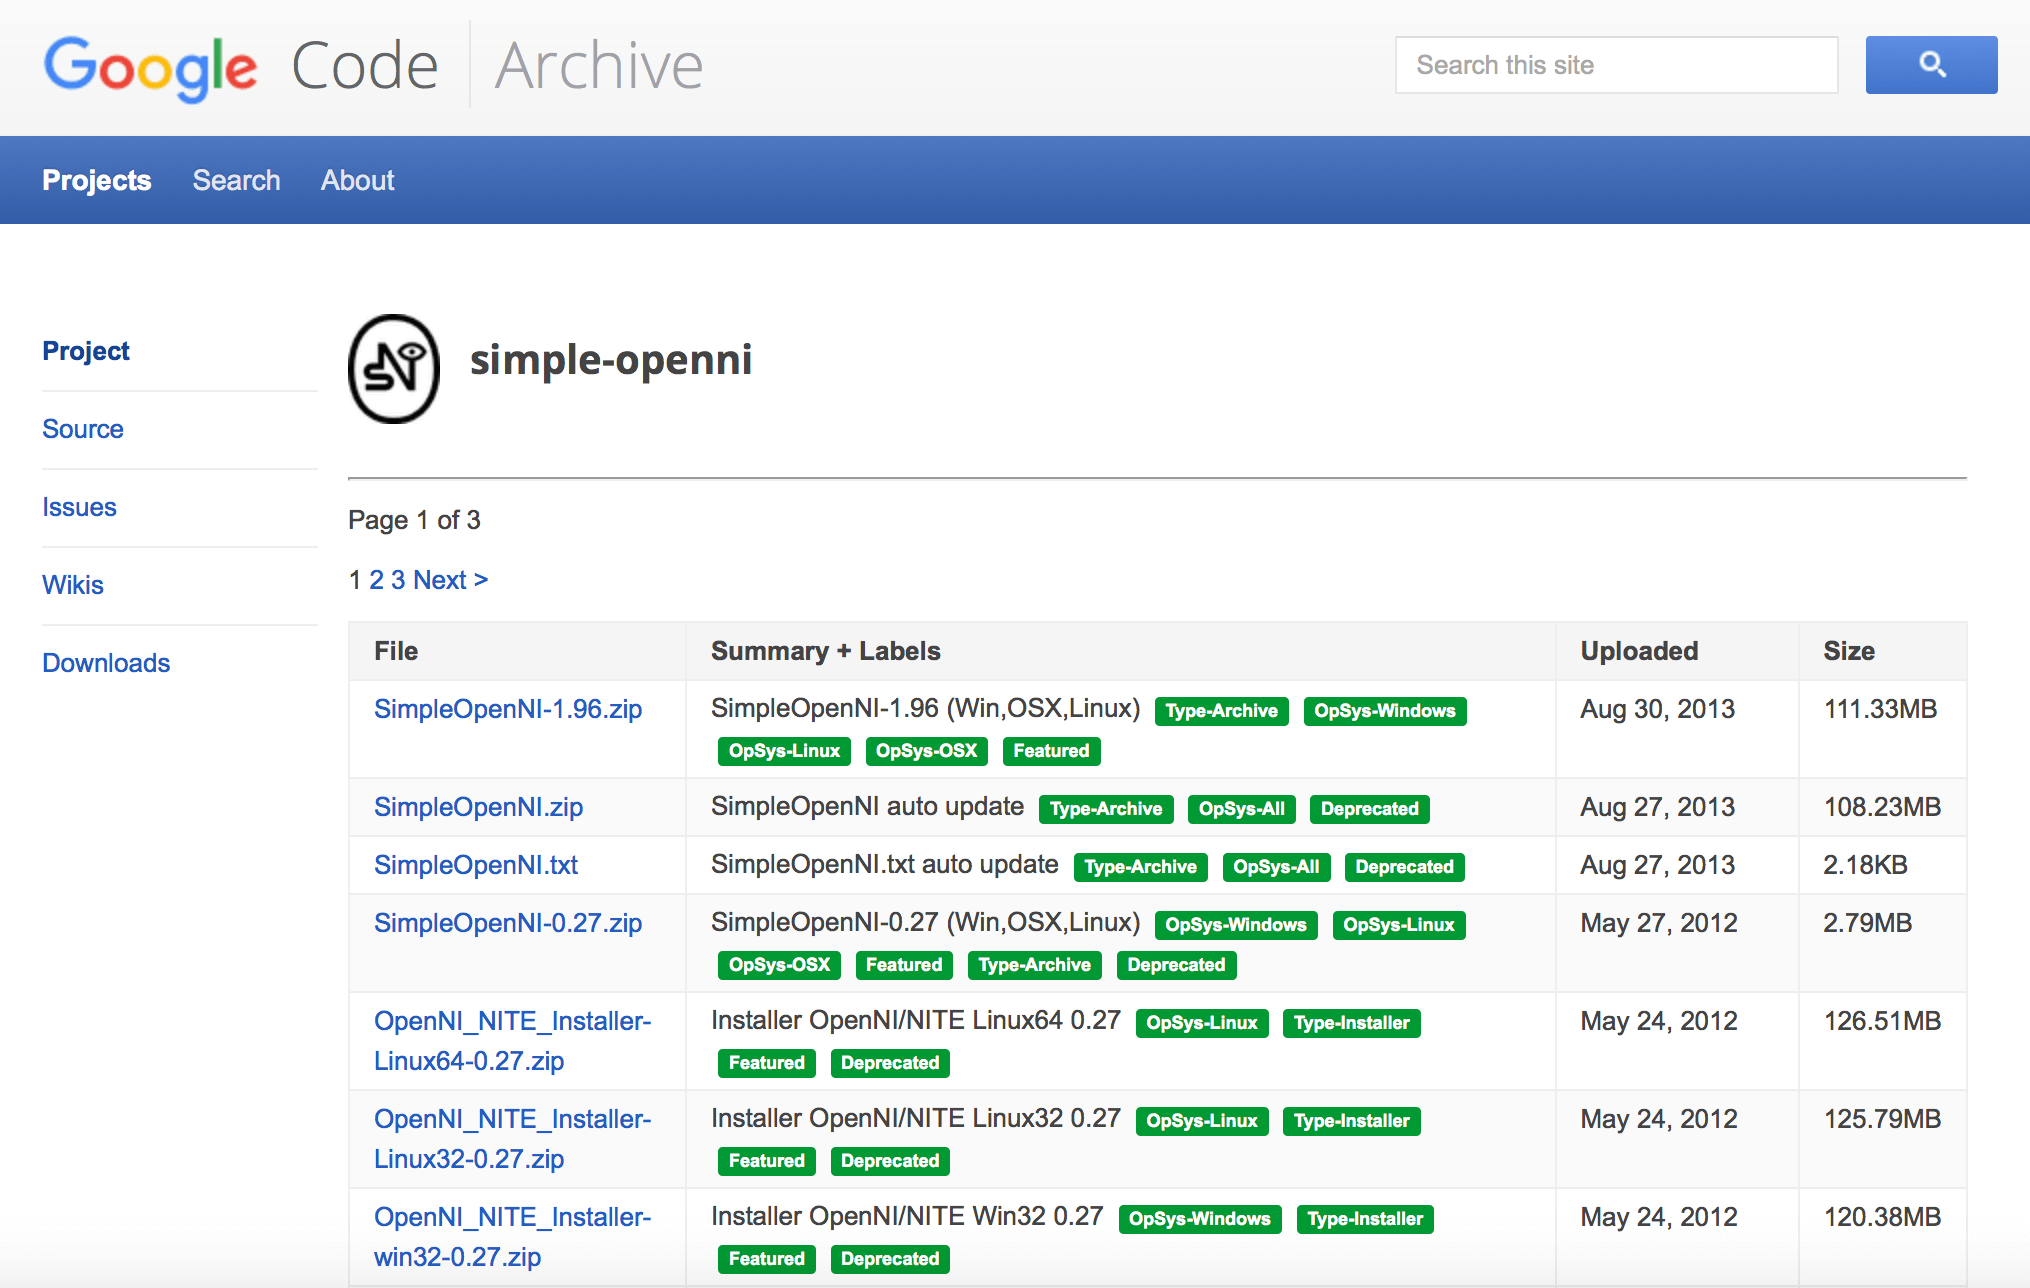 Google Code Archive
Search this site
Projects Search About
Project
Source
Issues
Wikis
Downloads
SNI
simple-openni
Page 1 of 3
1 2 3 Next >
File Summary + Labels Uploaded Size
SimpleOpenNI-1.96.zip SimpleOpenNI-1.96 (Win,OSX,Linux) Type-Archive OpSys-Windows Aug 30, 2013 111.33MB
OpSys-Linux OpSys-OSX Featured
SimpleOpenNI.zip SimpleOpenNI auto update Type-Archive OpSys-All Deprecated Aug 27, 2013 108.23MB
SimpleOpenNI.txt SimpleOpenNI.txt auto update Type-Archive OpSys-All Deprecated Aug 27, 2013 2.18KB
SimpleOpenNI-0.27.zip SimpleOpenNI-0.27 (Win,OSX,Linux) OpSys-Windows OpSys-Linux May 27, 2012 2.79MB
OpSys-OSX Featured Type-Archive Deprecated
OpenNI_NITE_Installer- Installer OpenNI/NITE Linux64 0.27 OpSys-Linux Type-Installer May 24, 2012 126.51MB
Linux64-0.27.zip Featured Deprecated
OpenNI_NITE_Installer- Installer OpenNI/NITE Linux32 0.27 OpSys-Linux Type-Installer May 24, 2012 125.79MB
Linux32-0.27.zip Featured Deprecated
OpenNI_NITE_Installer- Installer OpenNI/NITE Win32 0.27 OpSys-Windows Type-Installer May 24, 2012 120.38MB
win32-0.27.zip Featured Deprecated